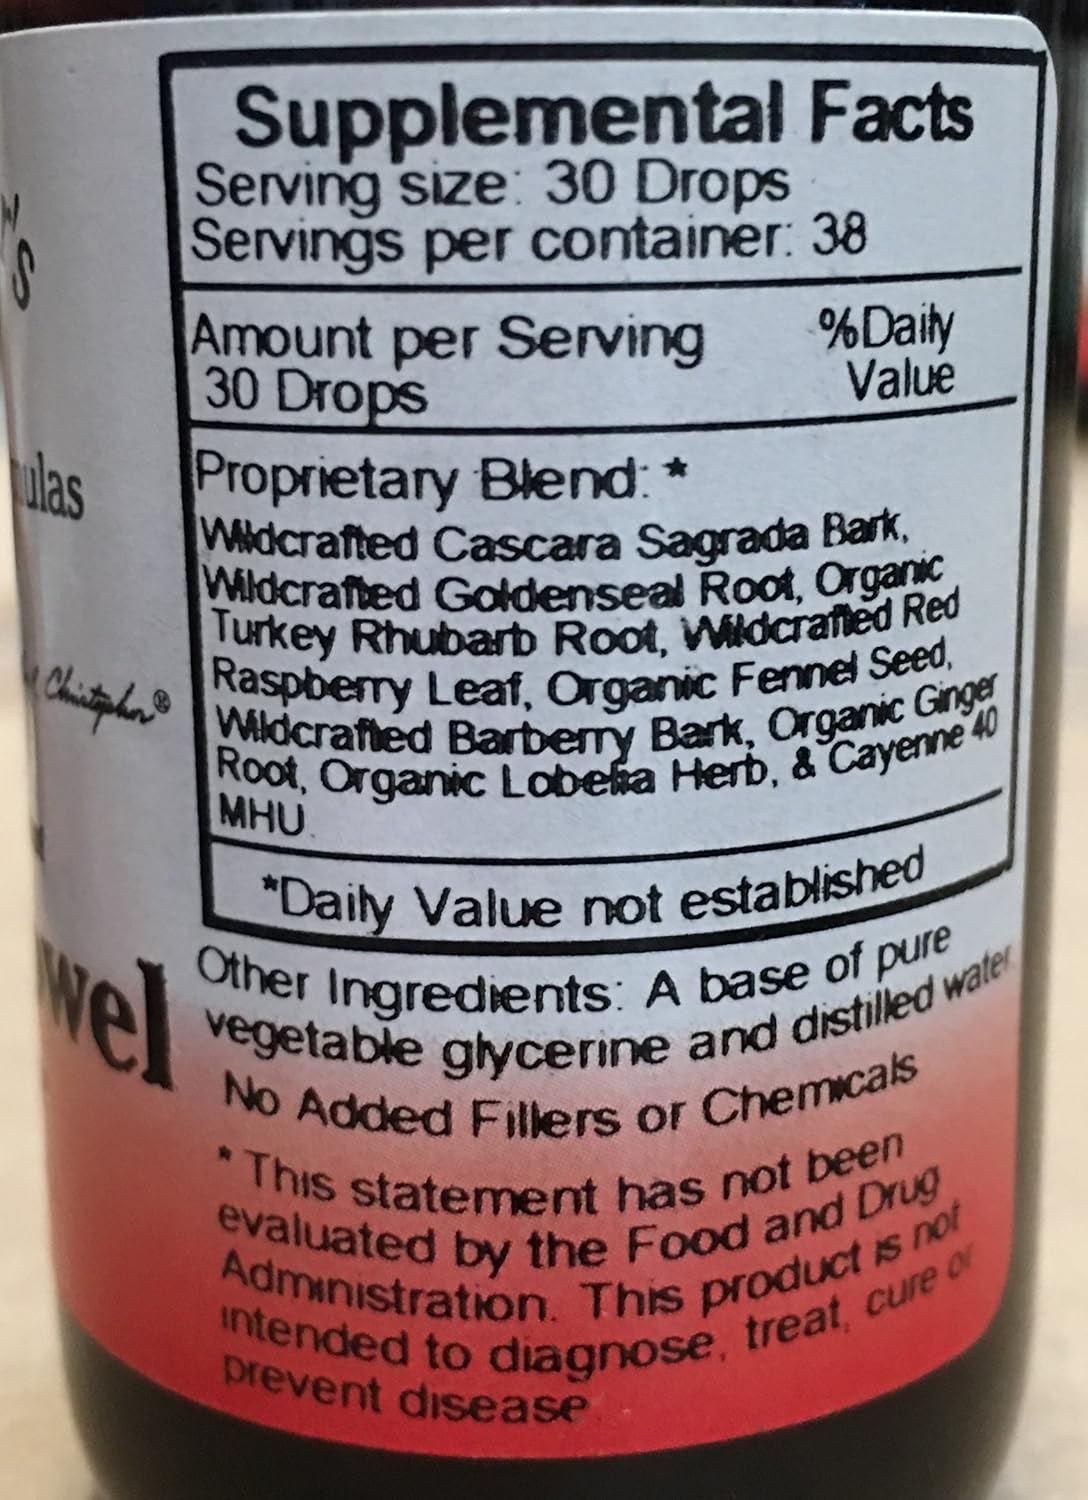 Supplemental Facts
Serving size: 30 Drops
Servings per container: 38
Amount per Serving
30 Drops
%Daily
Value
Proprietary Blend: *
Wildcrafted Cascara Sagrada Bark,
Wildcrafted Goldenseal Root, Organic
Turkey Rhubarb Root, Wildcrafted Red
Raspberry Leaf, Organic Fennel Seed,
Wildcrafted Barberry Bark, Organic Ginger
Root, Organic Lobelia Herb, & Cayenne 40
MHU
*Daily Value not established
Other Ingredients: A base of pure
vegetable glycerine and distilled water.
No Added Fillers or Chemicals
* This statement has not been
evaluated by the Food and Drug
Administration. This product is not
intended to diagnose, treat, cure or
prevent disease
's
ulas
Christopher®
wel